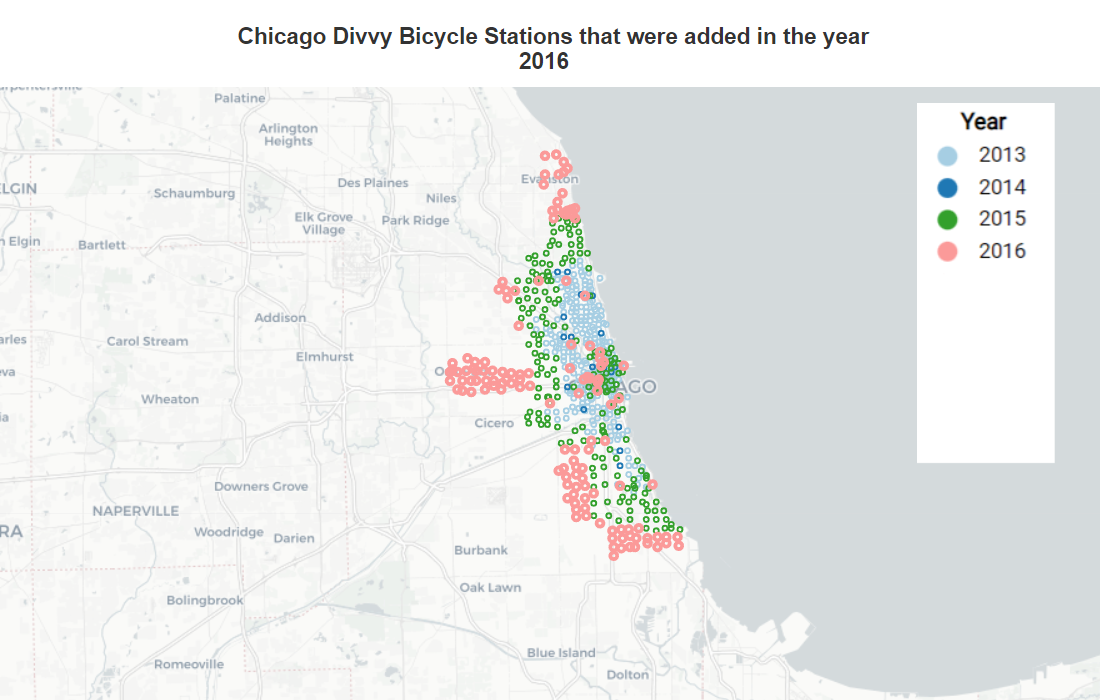 Chicago Divvy Bicycle Stations that were added in the year
2016
Palatine
Arlington
Heights
Year
2013
2014
2015
2016
ELGIN
Schaumburg
Des Plaines
Niles
Evanston
Elk Grove
Village
Park Ridge
Elgin
Bartlett
Addison
Carol Stream
Elmhurst
Wheaton
Cicero
Downers Grove
NAPERVILLE
Woodridge
Darien
Burbank
Oak Lawn
Bolingbrook
Blue Island
Romeoville
Dolton